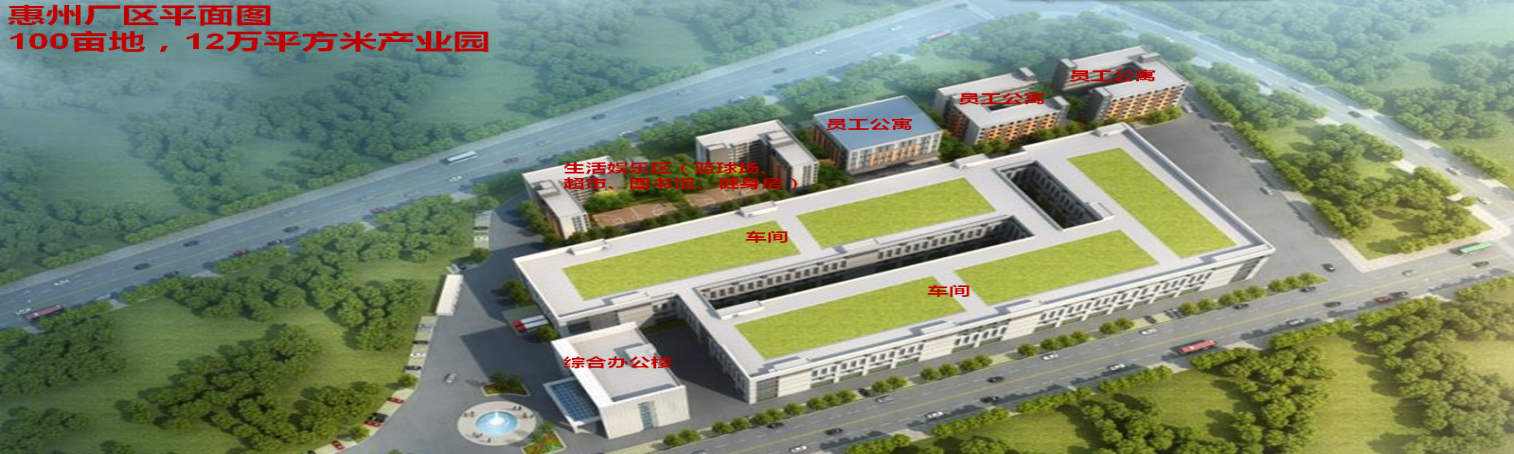 惠州厂区平面图
100亩地，12万平方米产业园
员工公寓
员工公寓
员工公寓
生活娱乐区（篮球场、
超市、图书馆、健身房）
车间
车间
综合办公楼